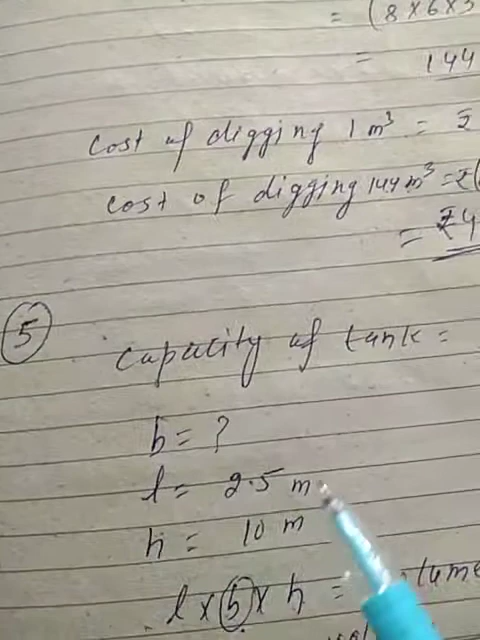 = (8×6×3
= 144
cost of digging 1 m³ = ₹
cost of digging 144 m³ = ₹(
= ₹4
5
capacity of tank =
b = ?
l = 2.5 m
h = 10 m
l × b × h =